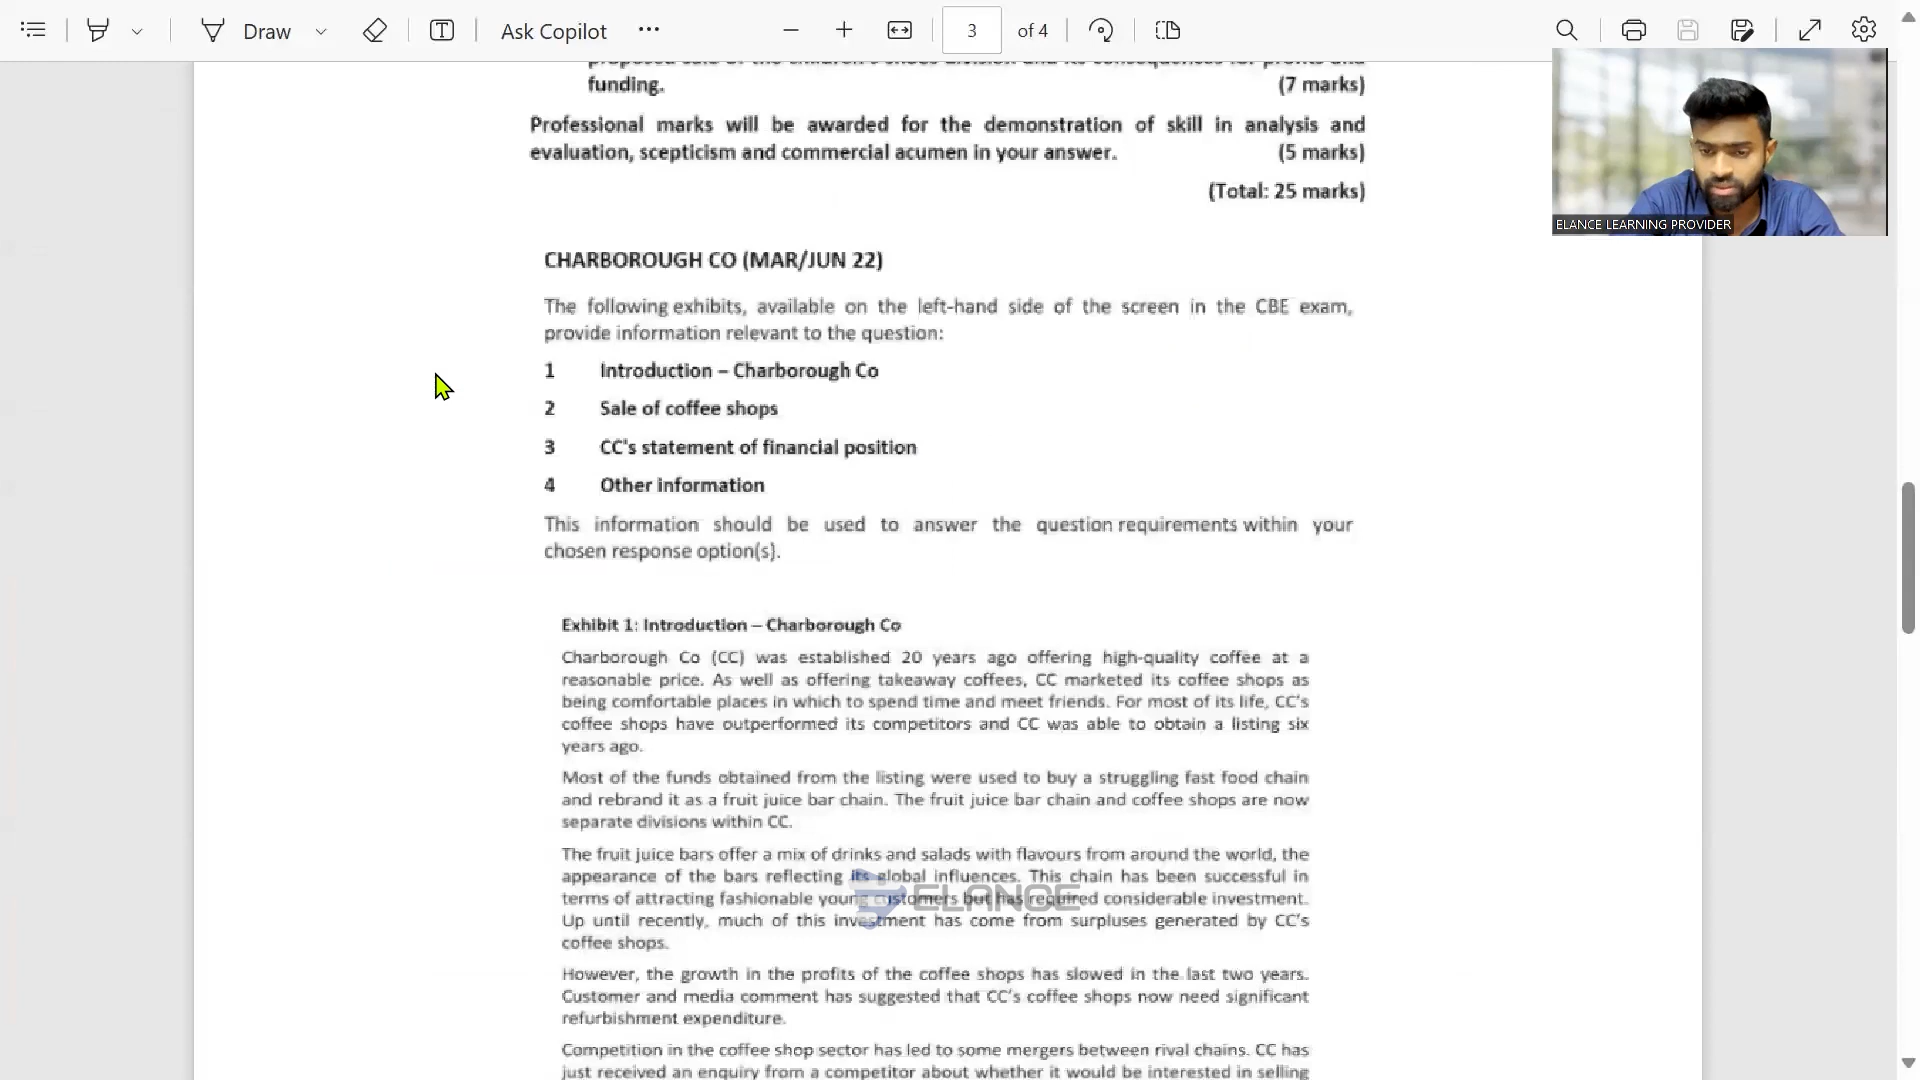 Draw
Ask Copilot
3
of 4
funding. (7 marks)
Professional marks will be awarded for the demonstration of skill in analysis and
evaluation, scepticism and commercial acumen in your answer. (5 marks)
(Total: 25 marks)
ELANCE LEARNING PROVIDER
CHARBOROUGH CO (MAR/JUN 22)
The following exhibits, available on the left-hand side of the screen in the CBE exam,
provide information relevant to the question:
1 Introduction – Charborough Co
2 Sale of coffee shops
3 CC's statement of financial position
4 Other information
This information should be used to answer the question requirements within your
chosen response option(s).
Exhibit 1: Introduction – Charborough Co
Charborough Co (CC) was established 20 years ago offering high-quality coffee at a
reasonable price. As well as offering takeaway coffees, CC marketed its coffee shops as
being comfortable places in which to spend time and meet friends. For most of its life, CC's
coffee shops have outperformed its competitors and CC was able to obtain a listing six
years ago.
Most of the funds obtained from the listing were used to buy a struggling fast food chain
and rebrand it as a fruit juice bar chain. The fruit juice bar chain and coffee shops are now
separate divisions within CC.
The fruit juice bars offer a mix of drinks and salads with flavours from around the world, the
appearance of the bars reflecting its global influences. This chain has been successful in
terms of attracting fashionable young customers but has required considerable investment.
ELANCE
Up until recently, much of this investment has come from surpluses generated by CC's
coffee shops.
However, the growth in the profits of the coffee shops has slowed in the last two years.
Customer and media comment has suggested that CC's coffee shops now need significant
refurbishment expenditure.
Competition in the coffee shop sector has led to some mergers between rival chains. CC has
just received an enquiry from a competitor about whether it would be interested in selling